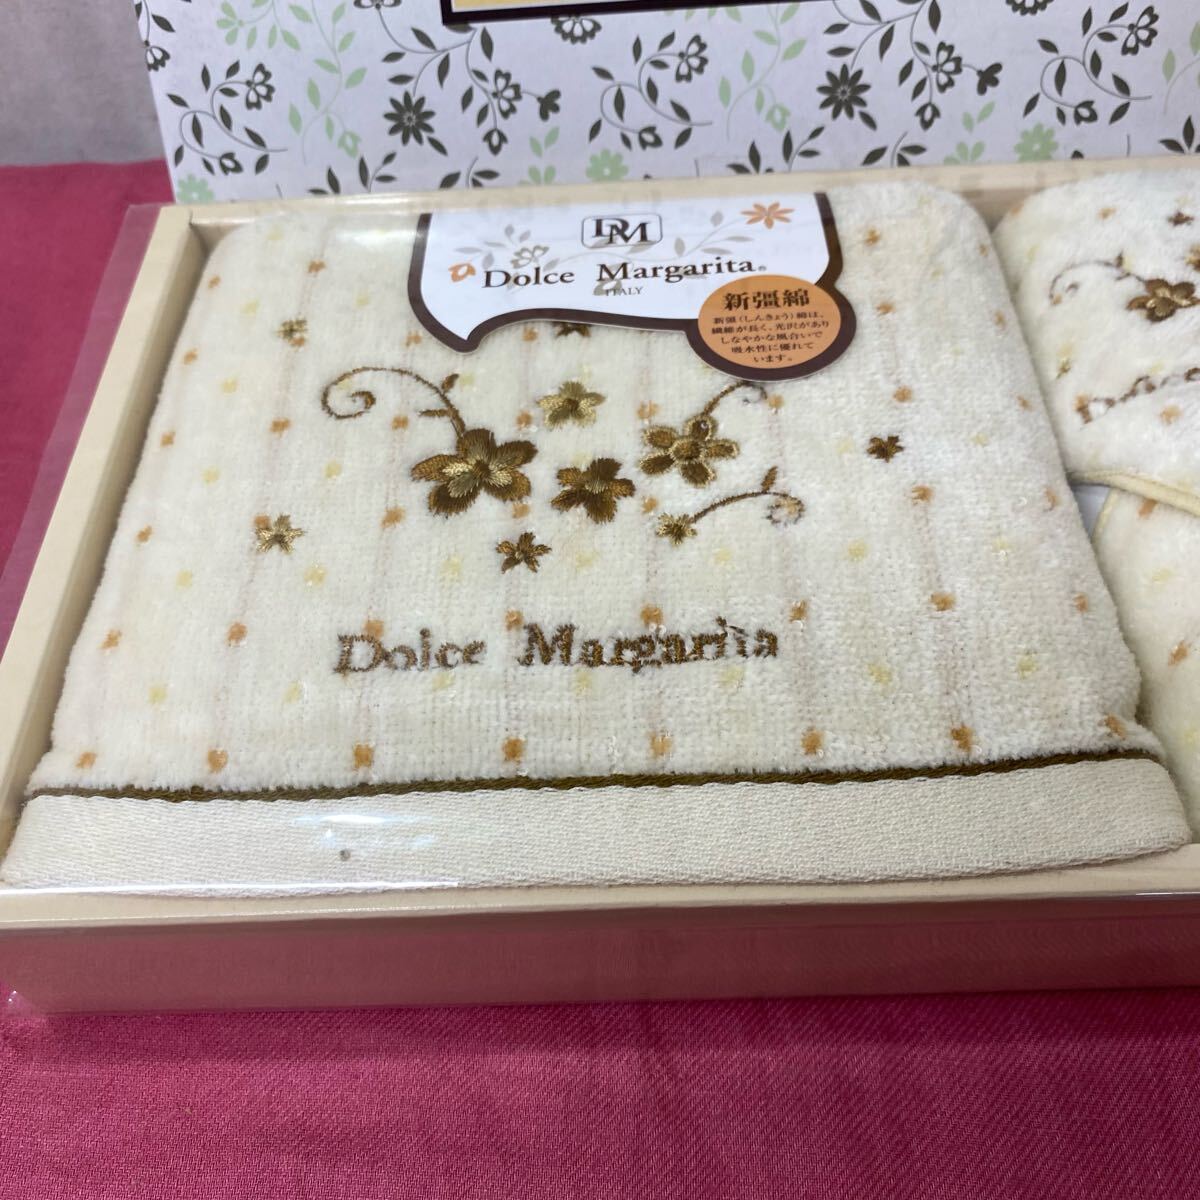 DM
Dolce Margarita®
ITALY
新疆綿
新疆(しんきょう)綿は、
繊維が長く、光沢があり
しなやかな風合いで
吸水性に優れて
います。
Dolce Margarita